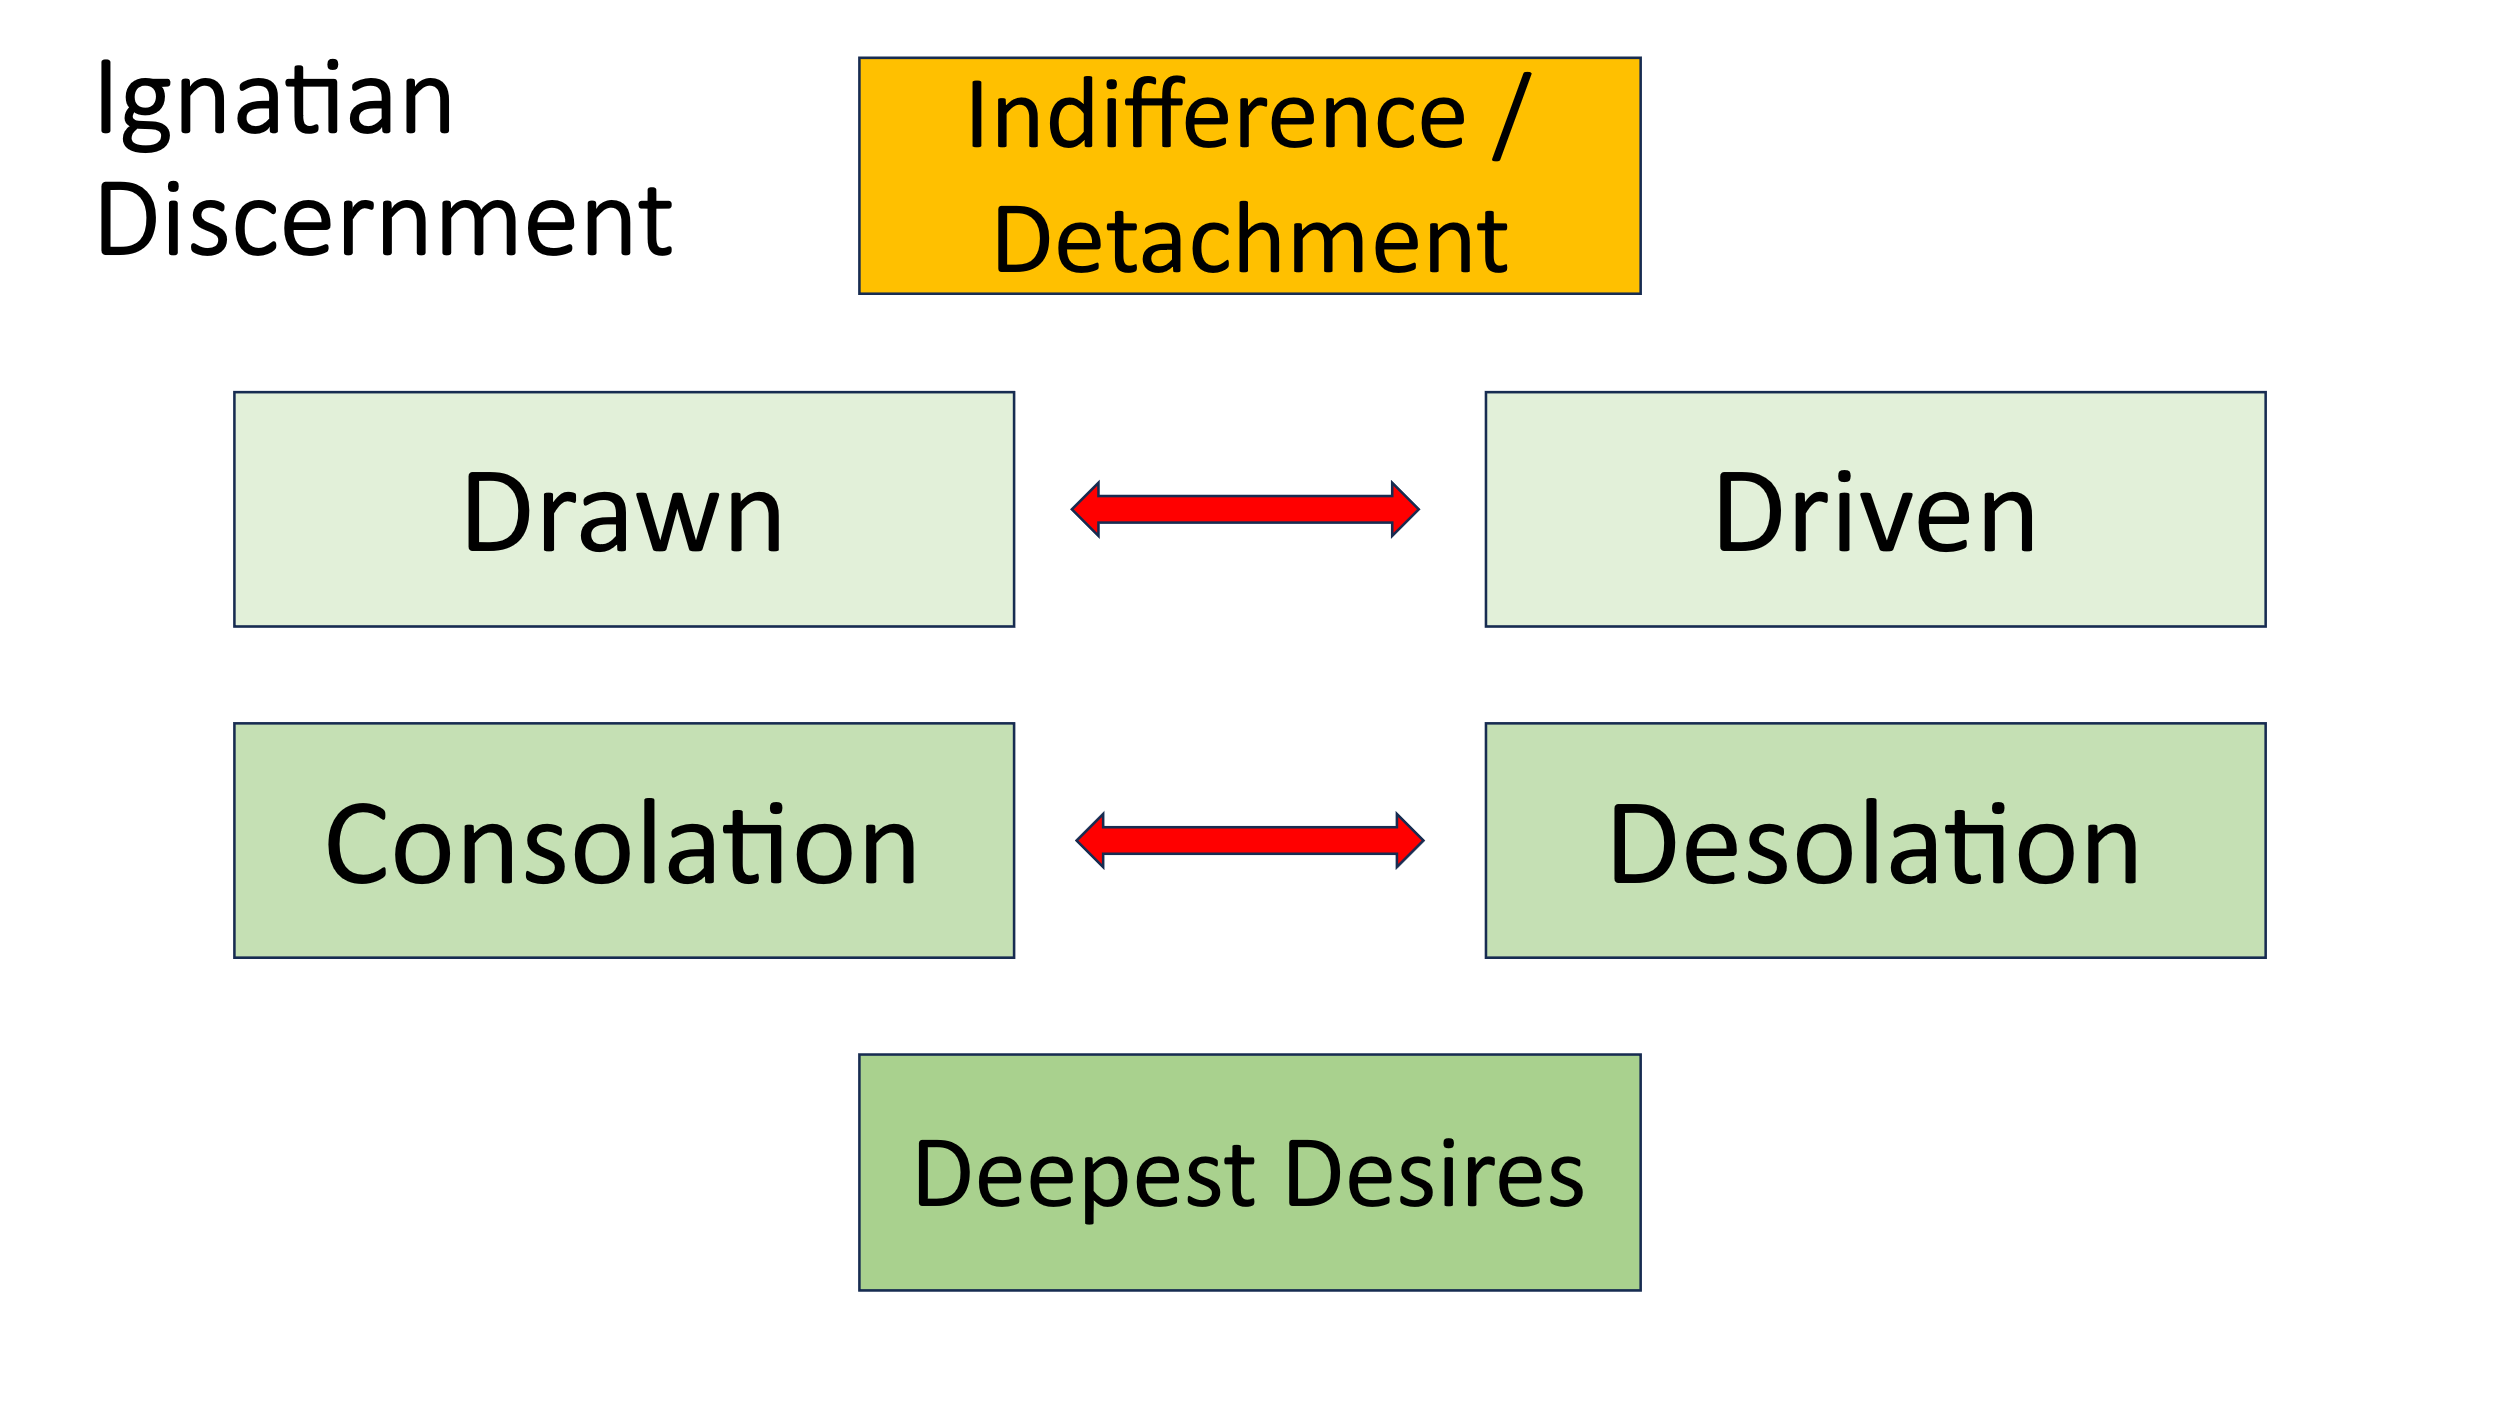 Ignatian
Discernment
Indifference /
Detachment
Drawn
Driven
Consolation
Desolation
Deepest Desires